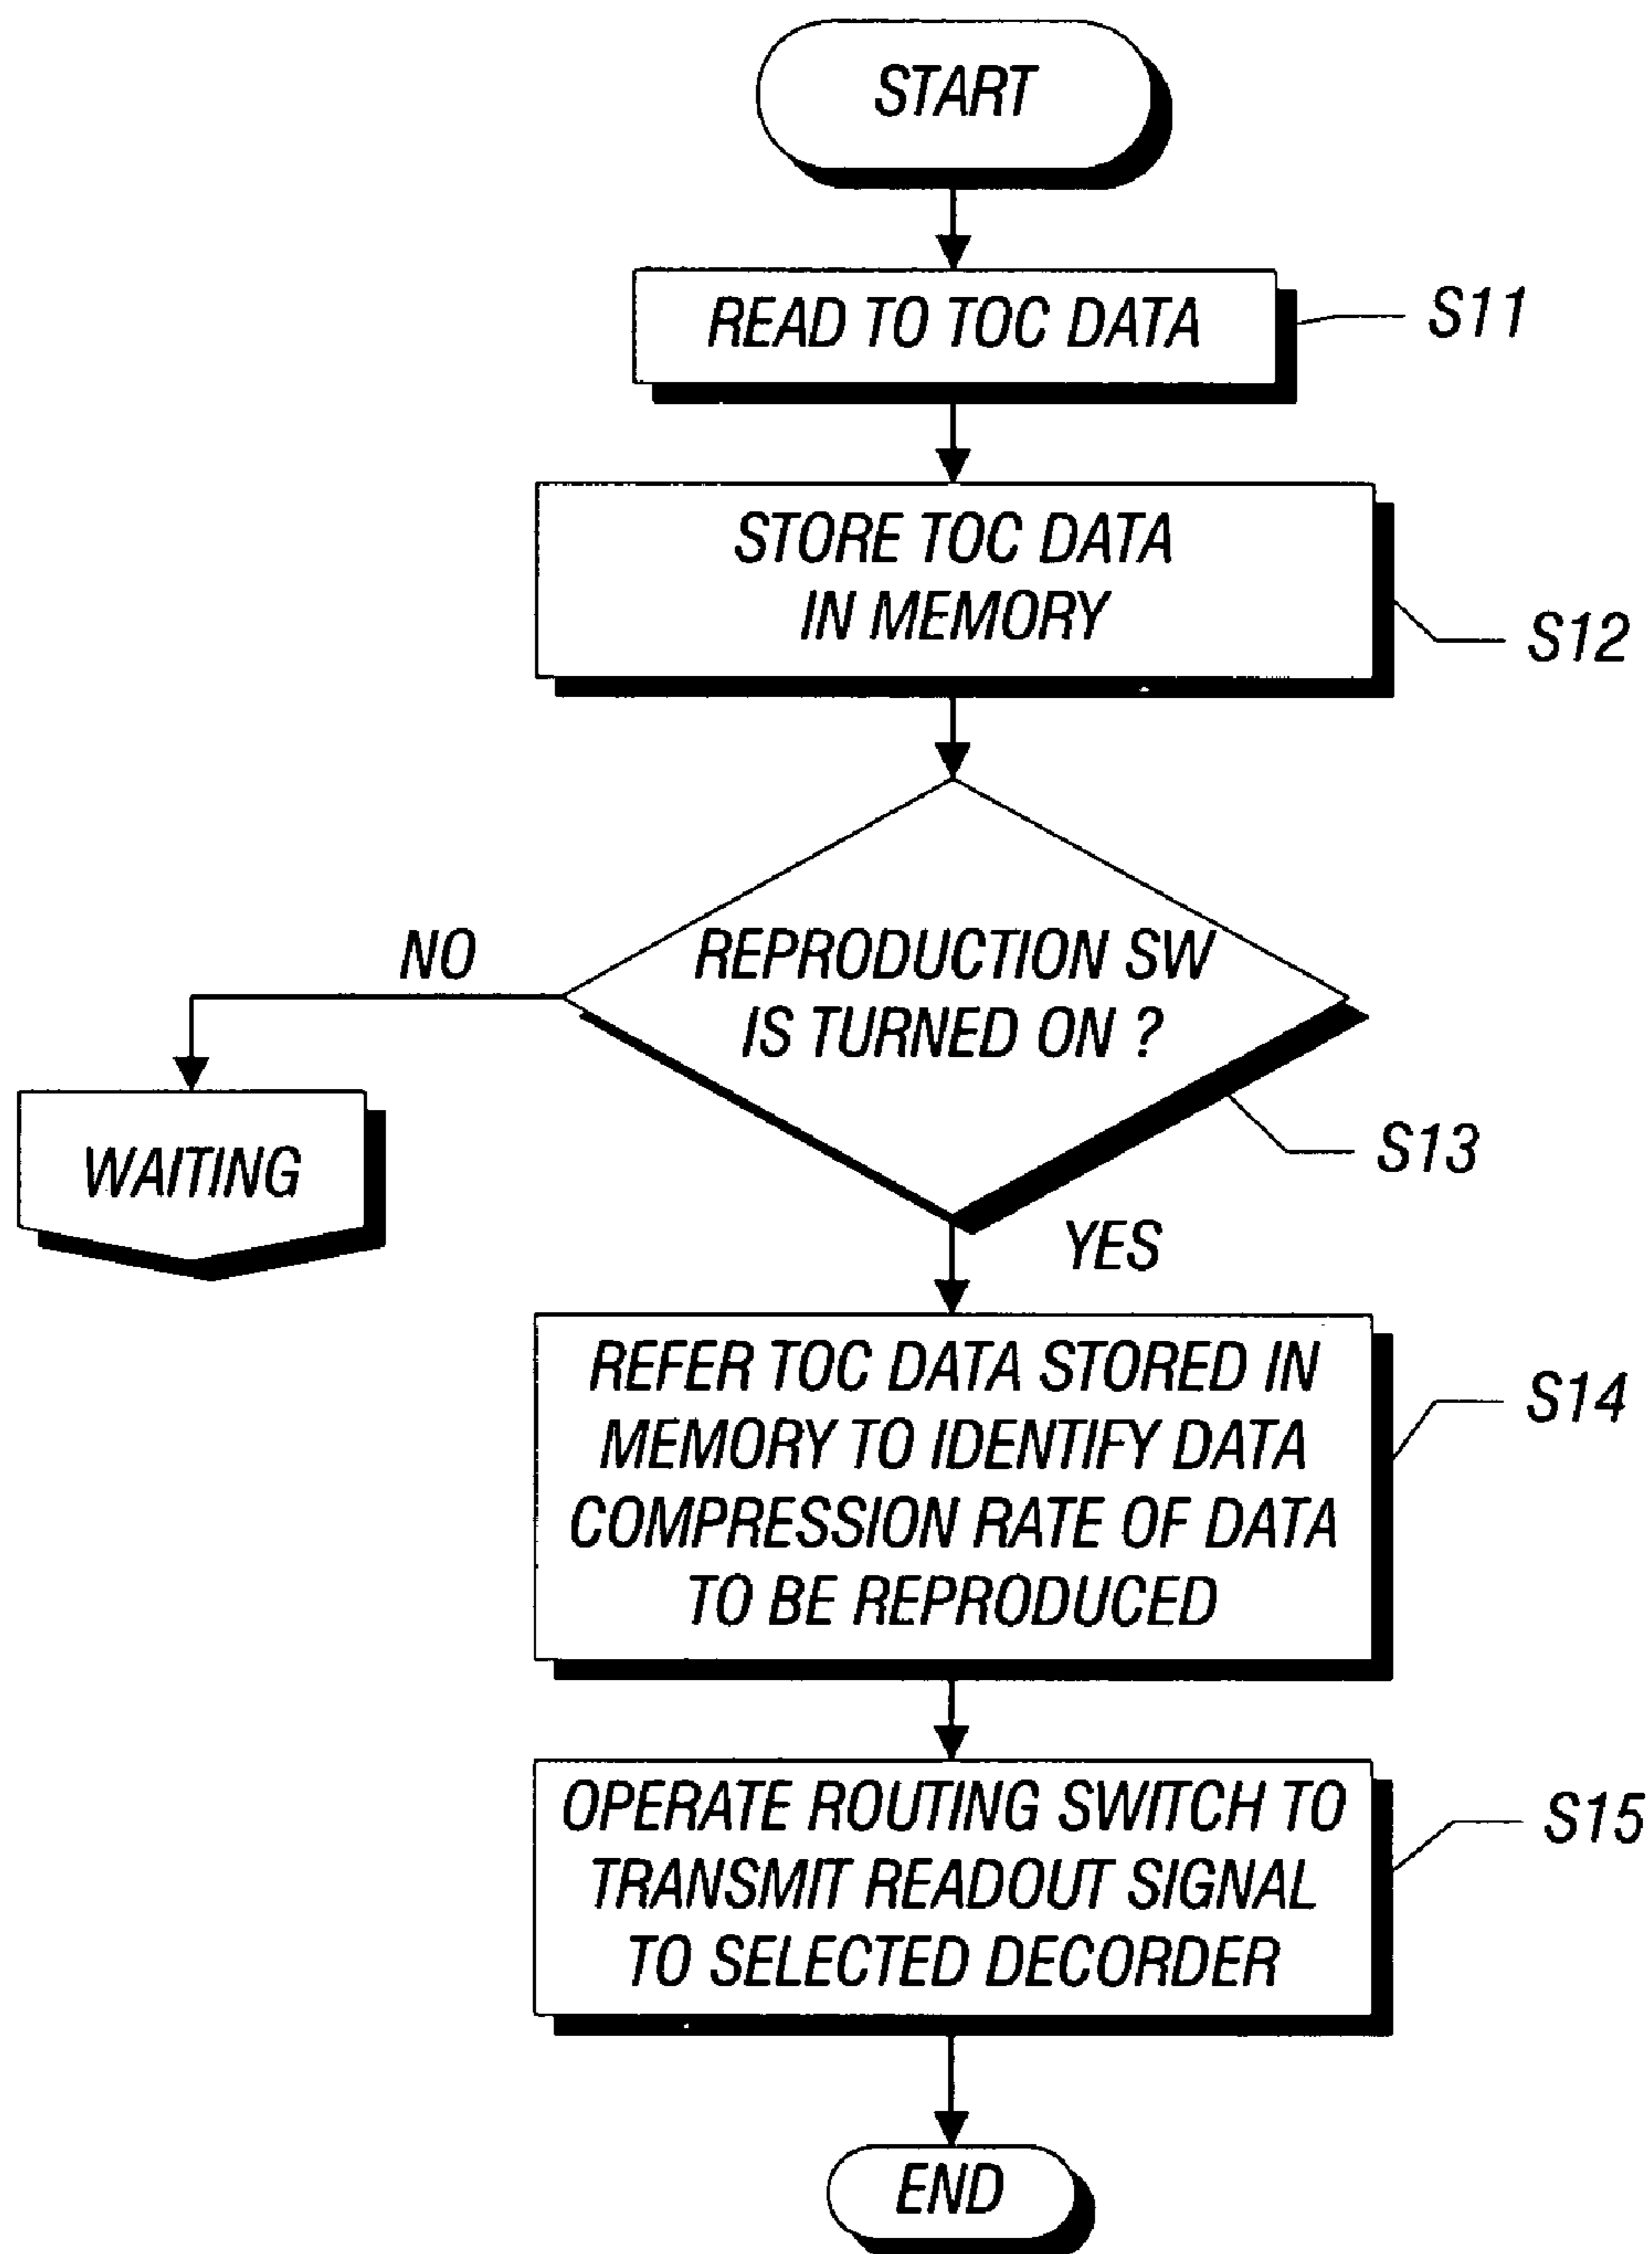 START
READ TO TOC DATA
S11
STORE TOC DATA
IN MEMORY
S12
NO
REPRODUCTION SW
IS TURNED ON ?
S13
WAITING
YES
REFER TOC DATA STORED IN
MEMORY TO IDENTIFY DATA
COMPRESSION RATE OF DATA
TO BE REPRODUCED
S14
OPERATE ROUTING SWITCH TO
TRANSMIT READOUT SIGNAL
TO SELECTED DECORDER
S15
END